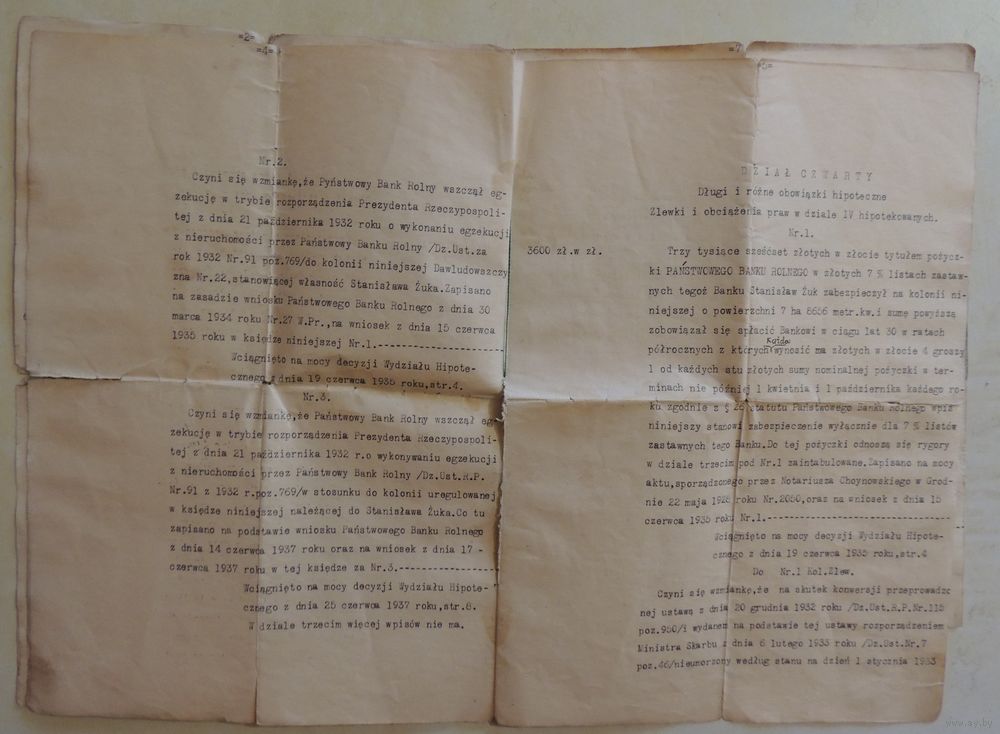 =2=
=4=
Nr.2.
Czyni się wzmiankę,że Pyństwowy Bank Rolny wszczął eg-
zekucję w trybie rozporządzenia Prezydenta Rzeczypospoli-
tej z dnia 21 października 1932 roku o wykonaniu egzekucji
z nieruchomości przez Państwowy Banku Rolny /Dz.Ust.za
rok 1932 Nr.91 poz.769/do kolonii niniejszej Dawludowszczy
zna Nr.22,stanowiącej własność Stanisława Żuka.Zapisano
na zasadzie wniosku Państwowego Banku Rolnego z dnia 30
marca 1934 roku Nr.27 W.Pr.,na wniosek z dnia 15 czerwca
1935 roku w księdze niniejszej Nr.1.--------------------
Wciągnięto na mocy decyzji Wydziału Hipote-
cznego z dnia 19 czerwca 1935 roku,str.4.
Nr.3.
Czyni się wzmiankę,że Państwowy Bank Rolny wszczął eg-
zekucję w trybie rozporządzenia Prezydenta Rzeczypospoli-
tej z dnia 21 października 1932 r.o wykonywaniu egzekucji
z nieruchomości przez Państwowy Bank Rolny /Dz.Ust.R.P.
Nr.91 z 1932 r.poz.769/w stosunku do kolonii uregulowanej
w księdze niniejszej należącej do Stanisława Żuka.Co tu
zapisano na podstawie wniosku Państwowego Banku Rolnego
z dnia 14 czerwca 1937 roku oraz na wniosek z dnia 17 -
czerwca 1937 roku w tej księdze za Nr.3.---------------
Wciągnięto na mocy decyzji Wydziału Hipote-
cznego z dnia 25 czerwca 1937 roku,str.8.
W dziale trzecim więcej wpisów nie ma.
=7
=5=
DZIAŁ CZWARTY
Długi i różne obowiązki hipoteczne
Zlewki i obciążenia praw w dziale IV hipotekowanych.
Nr.1.
3600 zł.w zł. Trzy tysiące sześćset złotych w złocie tytułem pożycz-
ki PAŃSTWOWEGO BANKU ROLNEGO w złotych 7 % listach zastaw-
nych tegoż Banku Stanisław Żuk zabezpieczył na kolonii ni-
niejszej o powierzchni 7 ha 8656 metr.kw.i sumę powyższą
zobowiązał się spłacić Bankowi w ciągu lat 30 w ratach
półrocznych z których Każda wynosić ma złotych w złocie 4 groszy
1 od każdych stu złotych sumy nominalnej pożyczki w ter-
minach nie później 1 kwietnia i 1 października każdego ro-
ku zgodnie z § 26 statutu Państwowego Banku Rolnego wpis
niniejszy stanowi zabezpieczenie wyłącznie dla 7 % listów
zastawnych tego Banku.Do tej pożyczki odnoszą się rygory
w dziale trzecim pod Nr.1 zaintabulowane.Zapisano na mocy
aktu,sporządzonego przez Notariusza Choynowskiego w Grod-
nie 22 maja 1928 roku Nr.2050,oraz na wniosek z dnia 15
czerwca 1935 roku Nr.1.-----------------------------
Wciągnięto na mocy decyzji Wydziału Hipote-
cznego z dnia 19 czerwca 1935 roku,str.4
Do Nr.1 Kol.Zlew.
Czyni się wzmiankę,że na skutek konwersji przeprowadzo
nej ustawą z dnia 20 grudnia 1932 roku /Dz.Ust.R.P.Nr.115
poz.950/i wydanem na podstawie tej ustawy rozporządzeniem
Ministra Skarbu z dnia 6 lutego 1933 roku /Dz.Ust.Nr.7
poz.46/nieumorzony według stanu na dzień 1 stycznia 1933
www.ay.by